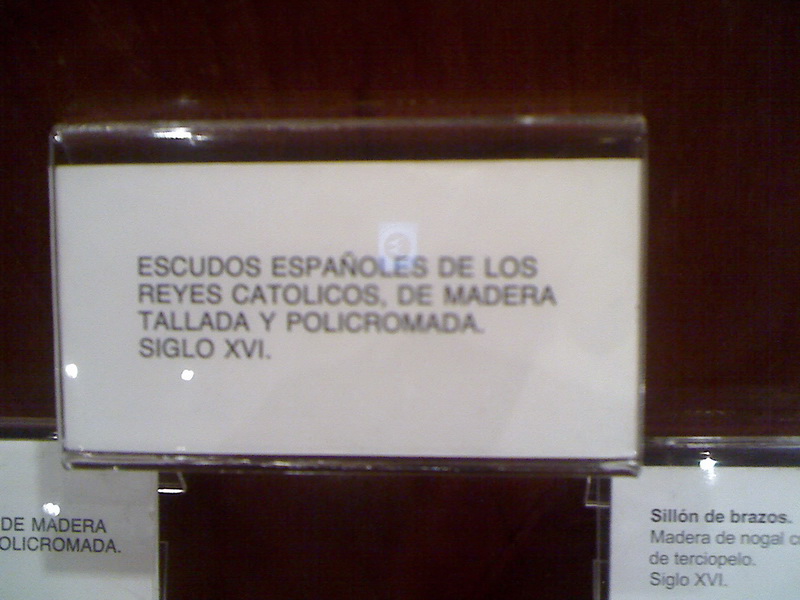 ESCUDOS ESPAÑOLES DE LOS
REYES CATOLICOS, DE MADERA
TALLADA Y POLICROMADA.
SIGLO XVI.
DE MADERA
OLICROMADA.
Sillón de brazos.
Madera de nogal
de terciopelo.
Siglo XVI.